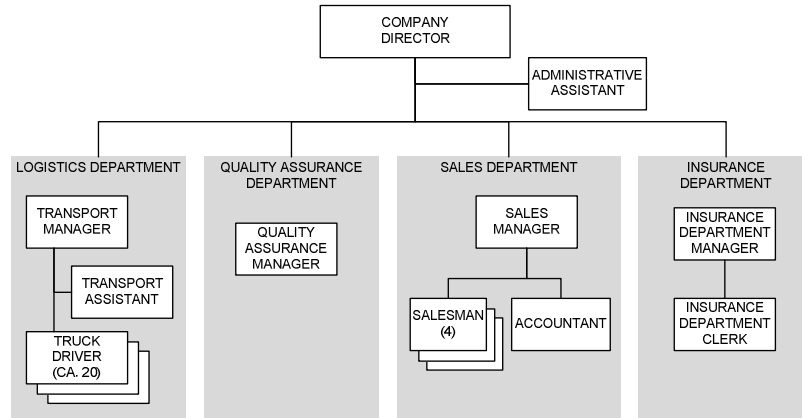 COMPANY
DIRECTOR
ADMINISTRATIVE
ASSISTANT
LOGISTICS DEPARTMENT
TRANSPORT
MANAGER
TRANSPORT
ASSISTANT
TRUCK
DRIVER
(CA. 20)
QUALITY ASSURANCE
DEPARTMENT
QUALITY
ASSURANCE
MANAGER
SALES DEPARTMENT
SALES
MANAGER
SALESMAN
(4)
ACCOUNTANT
INSURANCE
DEPARTMENT
INSURANCE
DEPARTMENT
MANAGER
INSURANCE
DEPARTMENT
CLERK